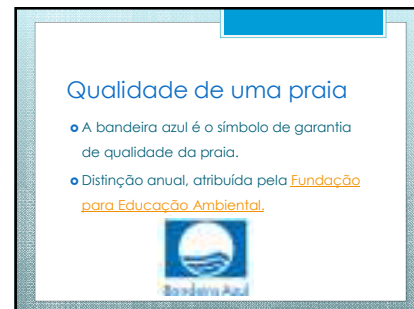 Qualidade de uma praia
A bandeira azul é o símbolo de garantia
de qualidade da praia.
Distinção anual, atribuída pela Fundação
para Educação Ambiental.
Bandeira Azul